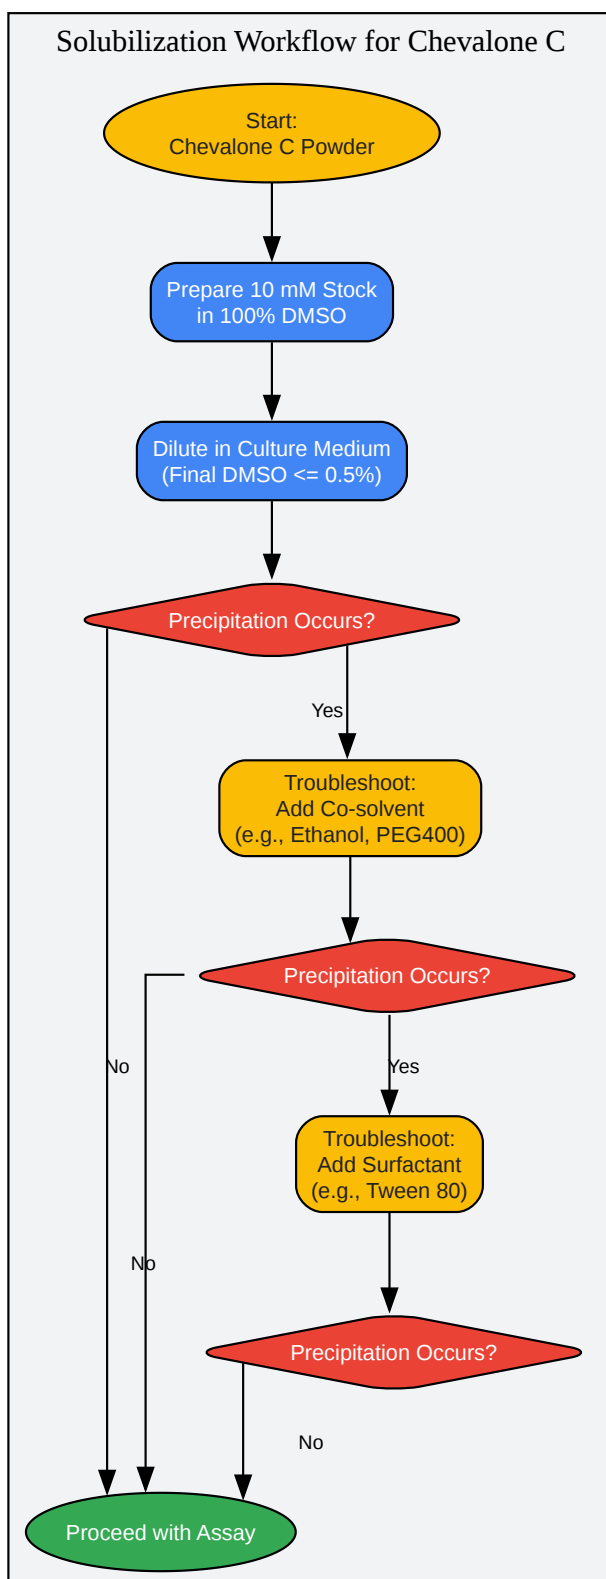 Solubilization Workflow for Chevalone C
Start:
Chevalone C Powder
Prepare 10 mM Stock
in 100% DMSO
Dilute in Culture Medium
(Final DMSO <= 0.5%)
Precipitation Occurs?
Yes
Troubleshoot:
Add Co-solvent
(e.g., Ethanol, PEG400)
Precipitation Occurs?
No
Yes
Troubleshoot:
Add Surfactant
(e.g., Tween 80)
No
Precipitation Occurs?
No
Proceed with Assay